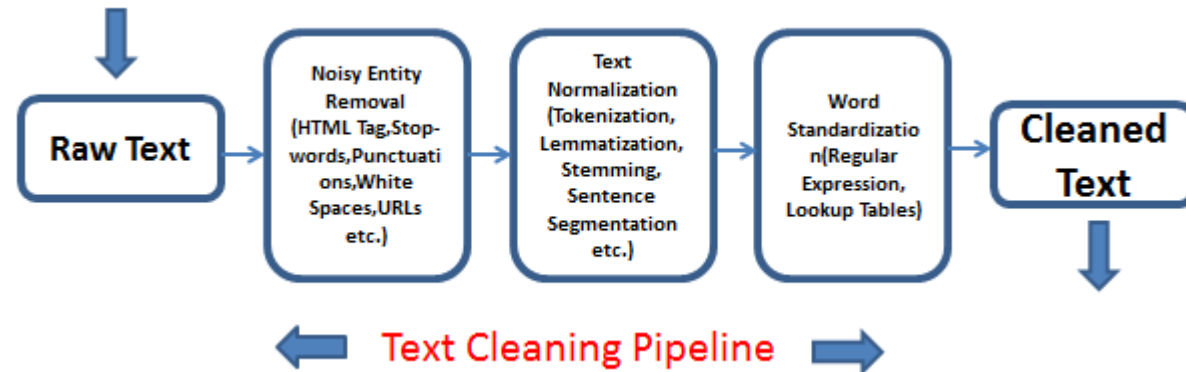 Raw Text
Noisy Entity
Removal
(HTML Tag,Stop-
words,Punctuati
ons,White
Spaces,URLs
etc.)
Text
Normalization
(Tokenization,
Lemmatization,
Stemming,
Sentence
Segmentation
etc.)
Word
Standardizatio
n(Regular
Expression,
Lookup Tables)
Cleaned
Text
Text Cleaning Pipeline